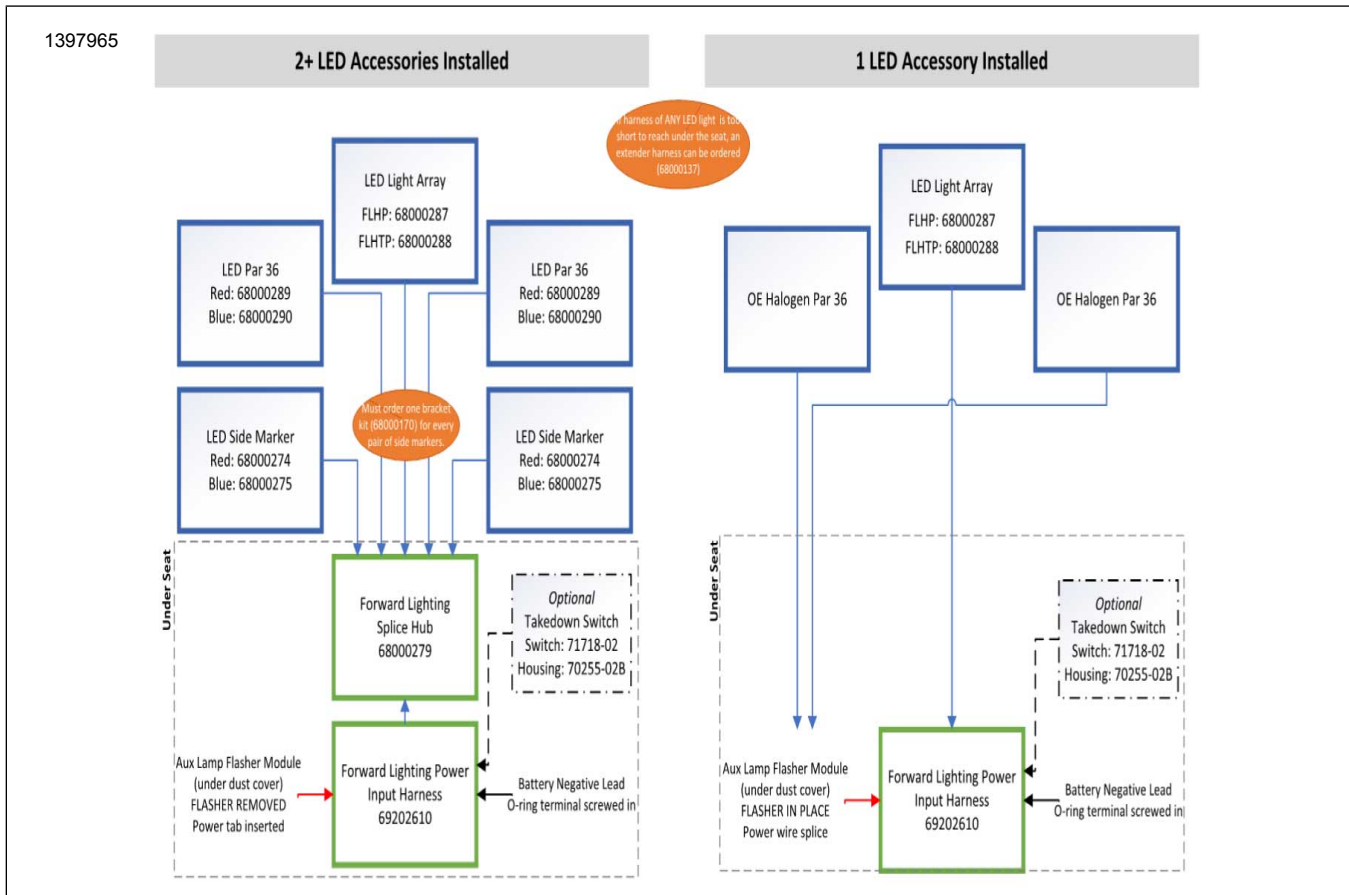 1397965
2+ LED Accessories Installed
1 LED Accessory Installed
harness of ANY LED light is too
short to reach under the seat, an
extender harness can be ordered
(68000137)
LED Light Array
FLHP: 68000287
FLHTP: 68000288
LED Par 36
Red: 68000289
Blue: 68000290
LED Par 36
Red: 68000289
Blue: 68000290
Must order one bracket
kit (68000170) for every
pair of side markers.
LED Side Marker
Red: 68000274
Blue: 68000275
LED Side Marker
Red: 68000274
Blue: 68000275
Under Seat
Forward Lighting
Splice Hub
68000279
Optional
Takedown Switch
Switch: 71718-02
Housing: 70255-02B
Aux Lamp Flasher Module
(under dust cover)
FLASHER REMOVED
Power tab inserted
Forward Lighting Power
Input Harness
69202610
Battery Negative Lead
O-ring terminal screwed in
LED Light Array
FLHP: 68000287
FLHTP: 68000288
OE Halogen Par 36
OE Halogen Par 36
Under Seat
Optional
Takedown Switch
Switch: 71718-02
Housing: 70255-02B
Aux Lamp Flasher Module
(under dust cover)
FLASHER IN PLACE
Power wire splice
Forward Lighting Power
Input Harness
69202610
Battery Negative Lead
O-ring terminal screwed in